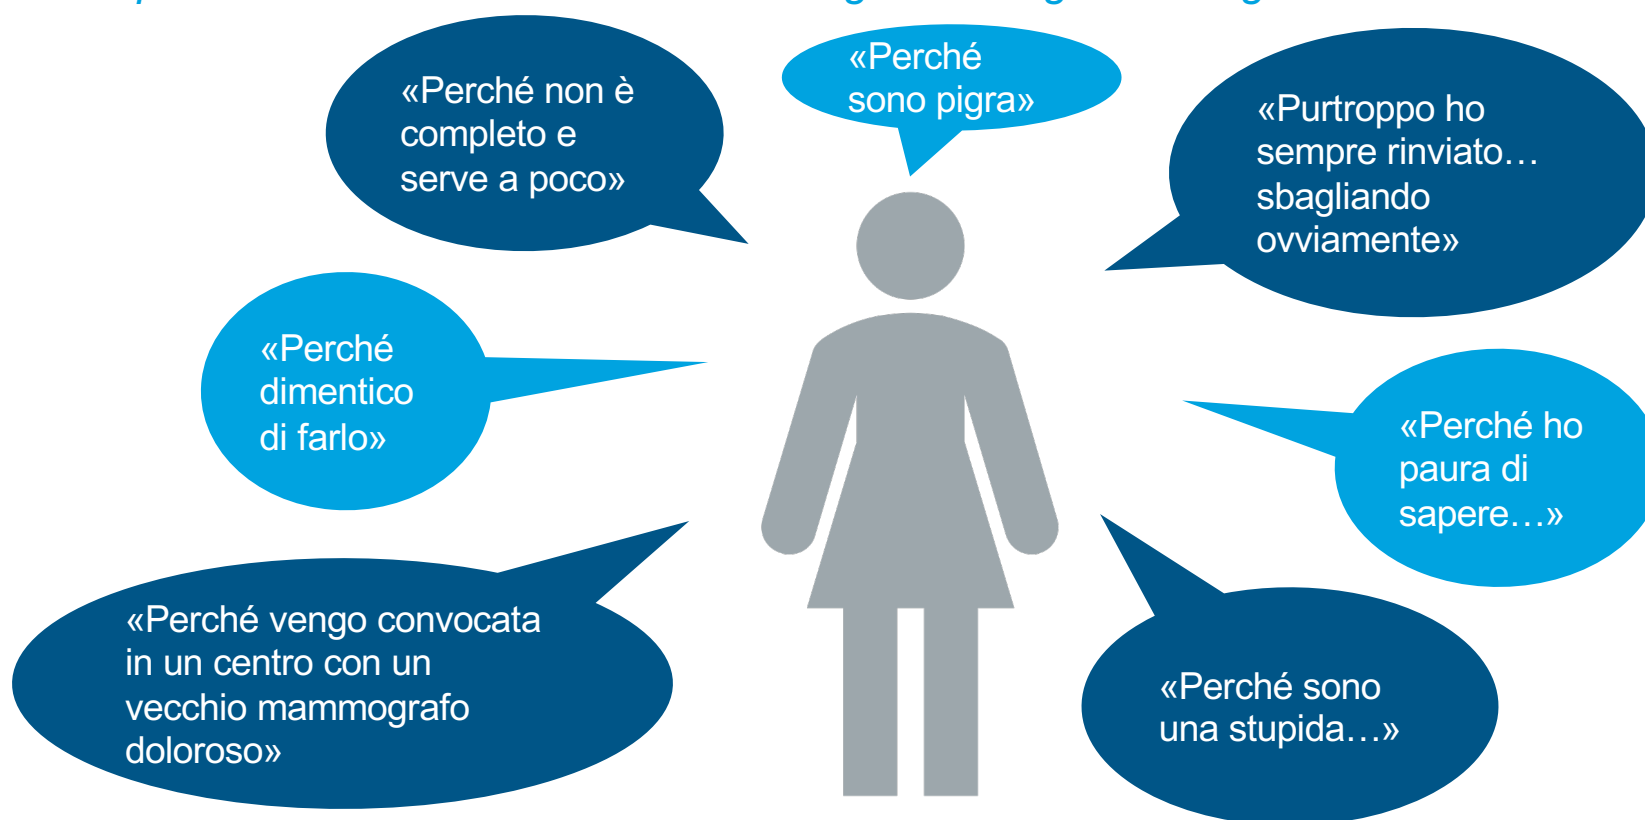 «Perché
sono pigra»
«Perché non è
completo e
serve a poco»
«Purtroppo ho
sempre rinviato…
sbagliando
ovviamente»
«Perché
dimentico
di farlo»
«Perché ho
paura di
sapere…»
«Perché vengo convocata
in un centro con un
vecchio mammografo
doloroso»
«Perché sono
una stupida…»